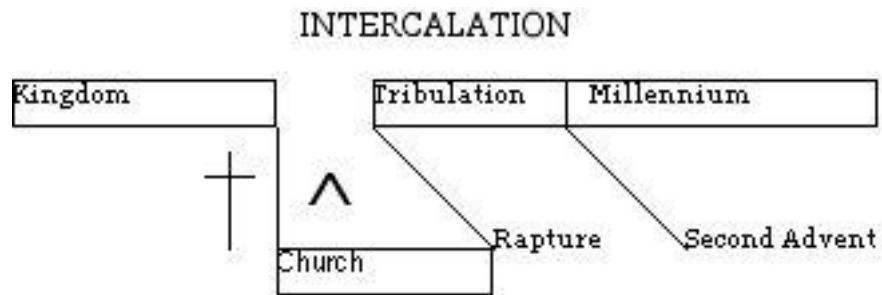 INTERCALATION
Kingdom Tribulation Millennium
^
Rapture Second Advent
Church